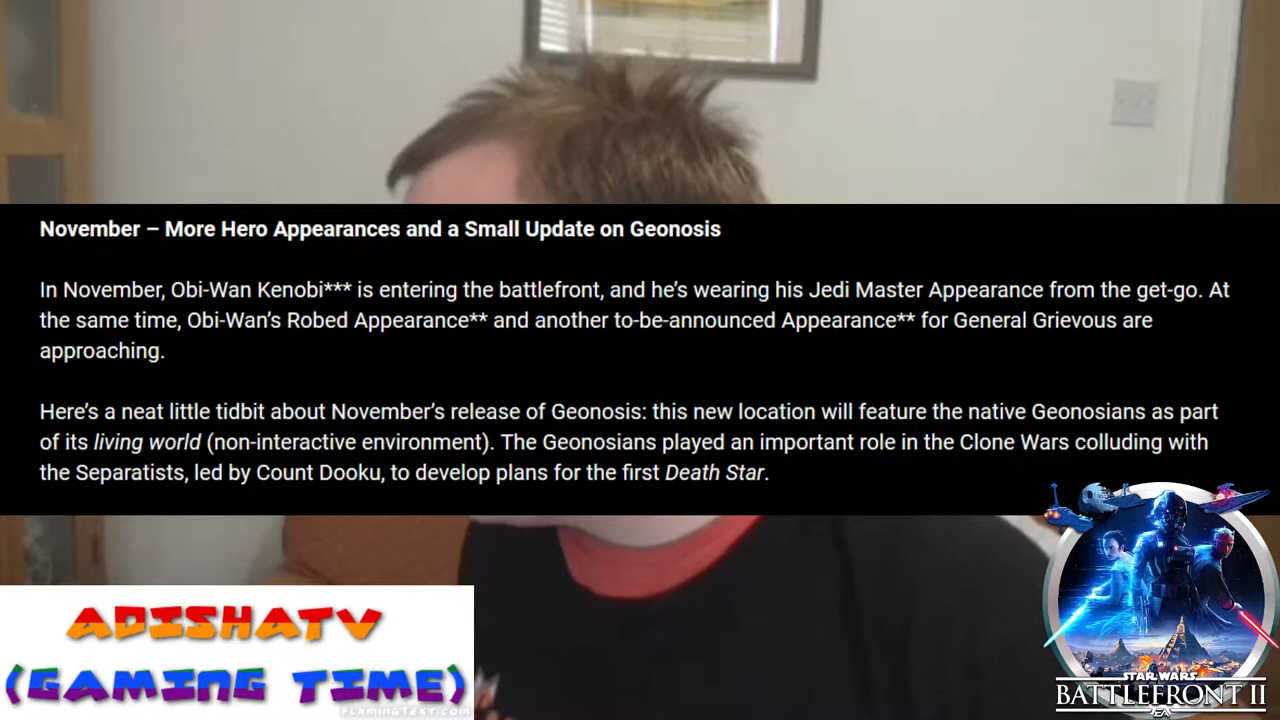 November – More Hero Appearances and a Small Update on Geonosis
In November, Obi-Wan Kenobi*** is entering the battlefront, and he's wearing his Jedi Master Appearance from the get-go. At
the same time, Obi-Wan's Robed Appearance** and another to-be-announced Appearance** for General Grievous are
approaching.
Here's a neat little tidbit about November's release of Geonosis: this new location will feature the native Geonosians as part
of its living world (non-interactive environment). The Geonosians played an important role in the Clone Wars colluding with
the Separatists, led by Count Dooku, to develop plans for the first Death Star.
ADISHATV
(GAMING TIME)
FLAMINGTEXT.COM
STAR WARS
BATTLEFRONT II
EA